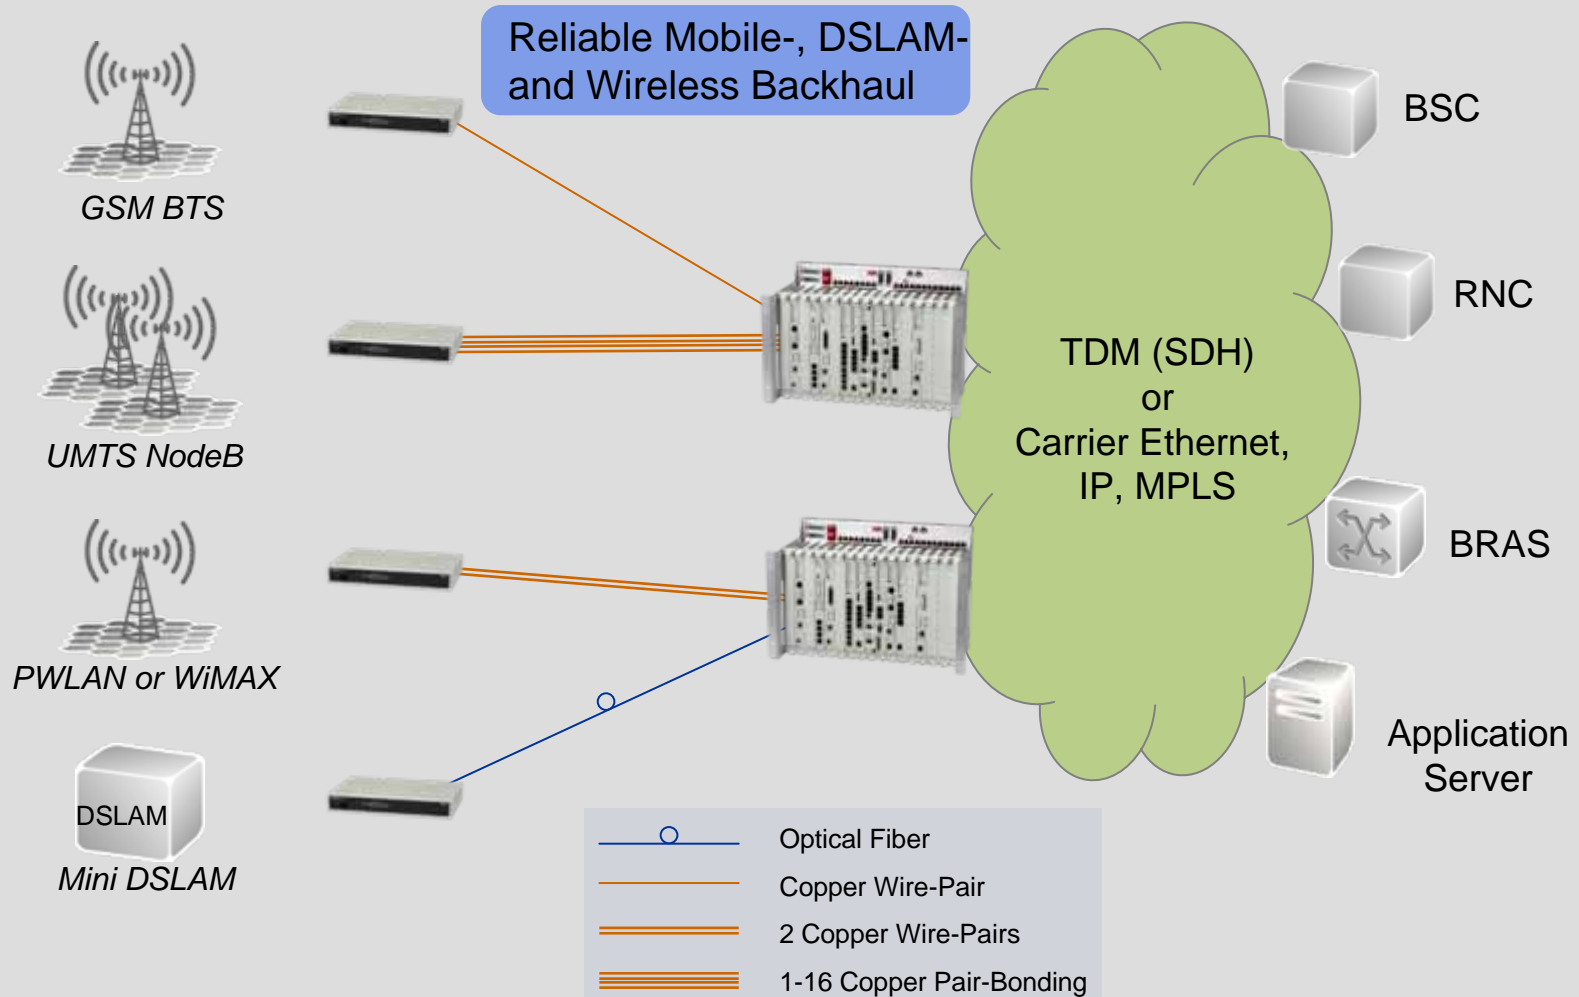 Reliable Mobile-, DSLAM-
and Wireless Backhaul
GSM BTS
UMTS NodeB
PWLAN or WiMAX
DSLAM
Mini DSLAM
TDM (SDH)
or
Carrier Ethernet,
IP, MPLS
BSC
RNC
BRAS
Application
Server
Optical Fiber
Copper Wire-Pair
2 Copper Wire-Pairs
1-16 Copper Pair-Bonding